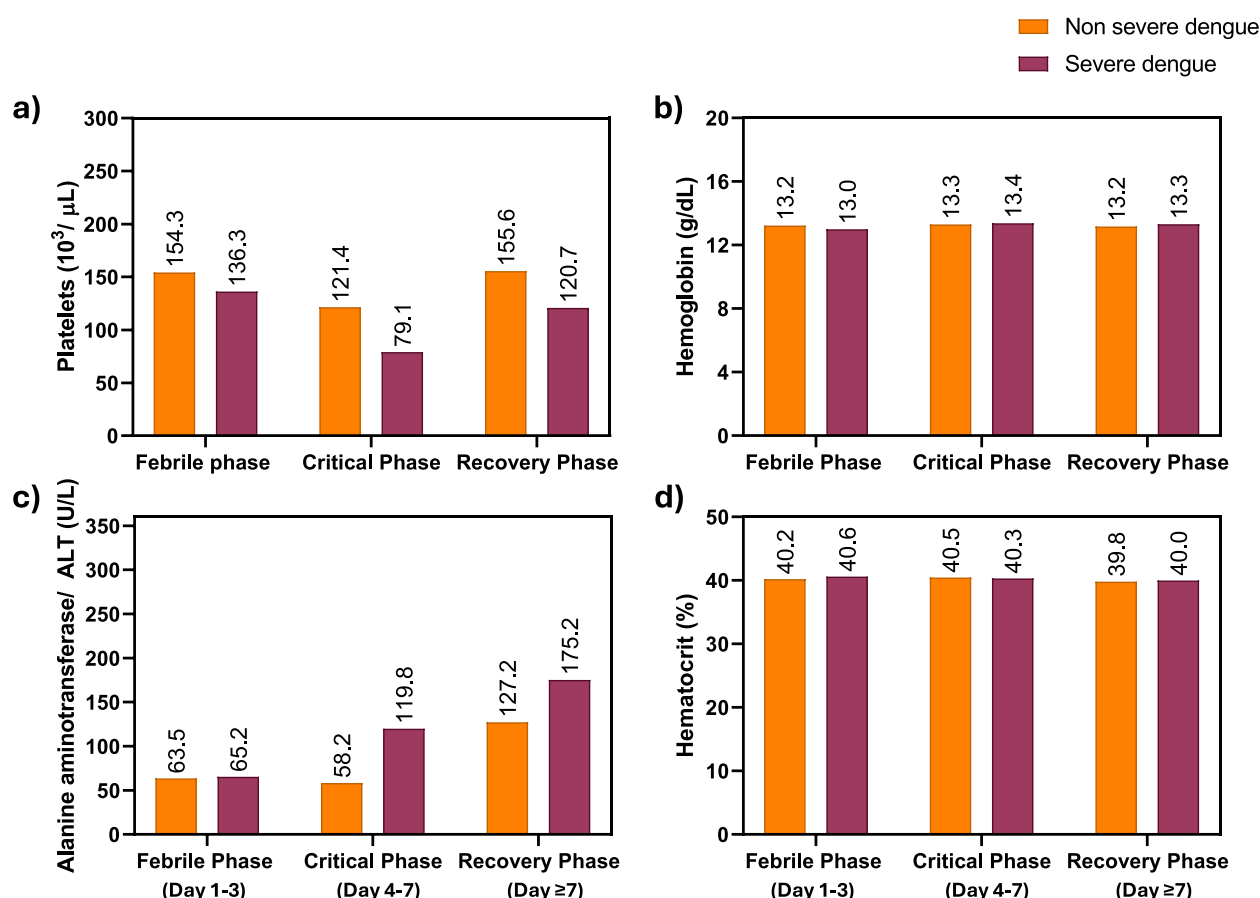 Non severe dengue
Severe dengue
a)
Platelets (10³/ µL)
300
250
200
150
100
50
0
154.3
136.3
121.4
79.1
155.6
120.7
Febrile phase
Critical Phase
Recovery Phase
b)
Hemoglobin (g/dL)
20
16
12
8
4
0
13.2
13.0
13.3
13.4
13.2
13.3
Febrile Phase
Critical Phase
Recovery Phase
c)
Alanine aminotransferase/ ALT (U/L)
350
300
250
200
150
100
50
0
63.5
65.2
58.2
119.8
127.2
175.2
Febrile Phase
Critical Phase
Recovery Phase
(Day 1-3)
(Day 4-7)
(Day ≥7)
d)
Hematocrit (%)
50
40
30
20
10
0
40.2
40.6
40.5
40.3
39.8
40.0
Febrile Phase
Critical Phase
Recovery Phase
(Day 1-3)
(Day 4-7)
(Day ≥7)